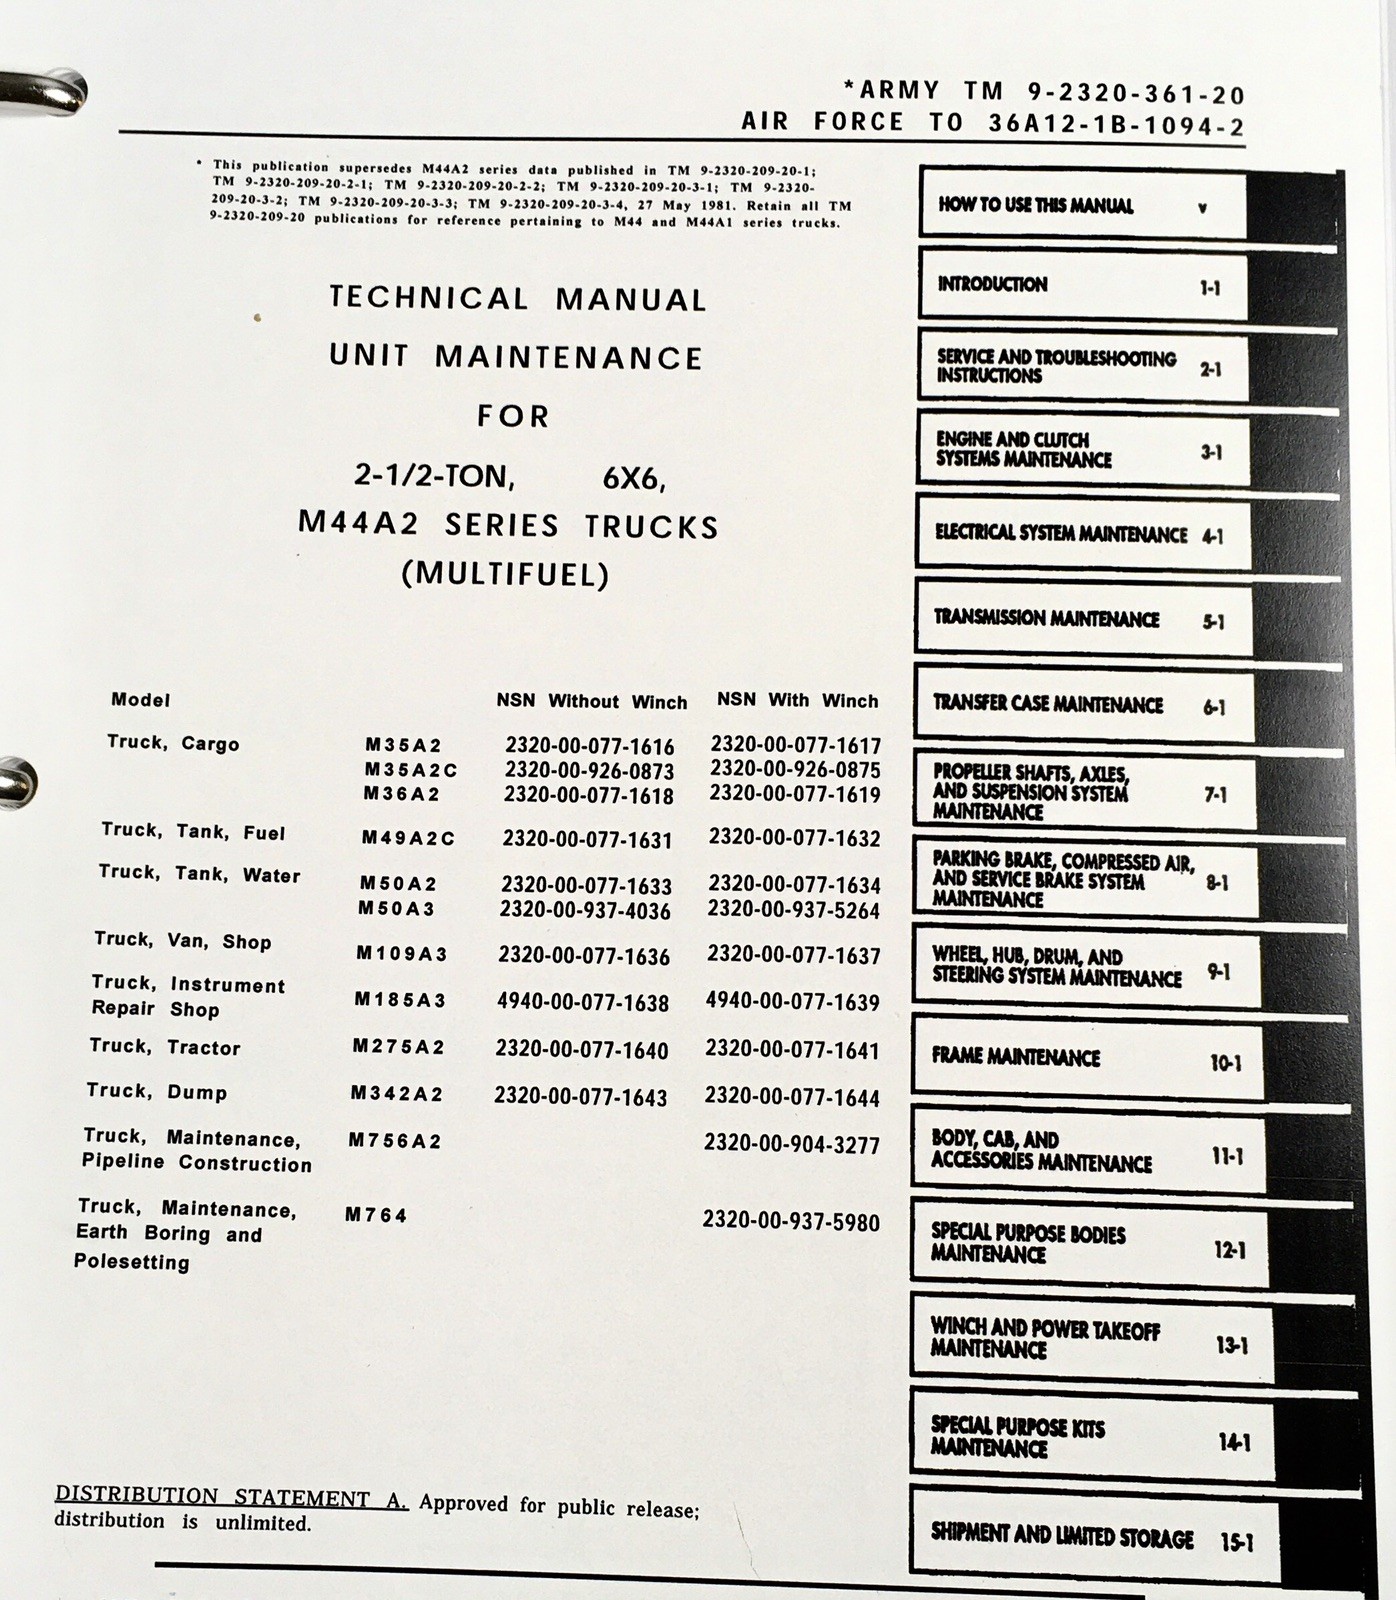 *ARMY TM 9-2320-361-20
AIR FORCE TO 36A12-1B-1094-2
* This publication supersedes M44A2 series data published in TM 9-2320-209-20-1;
TM 9-2320-209-20-2-1; TM 9-2320-209-20-2-2; TM 9-2320-209-20-3-1; TM 9-2320-
209-20-3-2; TM 9-2320-209-20-3-3; TM 9-2320-209-20-3-4, 27 May 1981. Retain all TM
9-2320-209-20 publications for reference pertaining to M44 and M44A1 series trucks.
TECHNICAL MANUAL
UNIT MAINTENANCE
FOR
2-1/2-TON, 6X6,
M44A2 SERIES TRUCKS
(MULTIFUEL)
Model NSN Without Winch NSN With Winch
Truck, Cargo M35A2 2320-00-077-1616 2320-00-077-1617
M35A2C 2320-00-926-0873 2320-00-926-0875
M36A2 2320-00-077-1618 2320-00-077-1619
Truck, Tank, Fuel M49A2C 2320-00-077-1631 2320-00-077-1632
Truck, Tank, Water M50A2 2320-00-077-1633 2320-00-077-1634
M50A3 2320-00-937-4036 2320-00-937-5264
Truck, Van, Shop M109A3 2320-00-077-1636 2320-00-077-1637
Truck, Instrument
Repair Shop M185A3 4940-00-077-1638 4940-00-077-1639
Truck, Tractor M275A2 2320-00-077-1640 2320-00-077-1641
Truck, Dump M342A2 2320-00-077-1643 2320-00-077-1644
Truck, Maintenance, M756A2 2320-00-904-3277
Pipeline Construction
Truck, Maintenance, M764 2320-00-937-5980
Earth Boring and
Polesetting
DISTRIBUTION STATEMENT A. Approved for public release;
distribution is unlimited.
HOW TO USE THIS MANUAL v
INTRODUCTION 1-1
SERVICE AND TROUBLESHOOTING
INSTRUCTIONS 2-1
ENGINE AND CLUTCH
SYSTEMS MAINTENANCE 3-1
ELECTRICAL SYSTEM MAINTENANCE 4-1
TRANSMISSION MAINTENANCE 5-1
TRANSFER CASE MAINTENANCE 6-1
PROPELLER SHAFTS, AXLES,
AND SUSPENSION SYSTEM 7-1
MAINTENANCE
PARKING BRAKE, COMPRESSED AIR,
AND SERVICE BRAKE SYSTEM 8-1
MAINTENANCE
WHEEL, HUB, DRUM, AND
STEERING SYSTEM MAINTENANCE 9-1
FRAME MAINTENANCE 10-1
BODY, CAB, AND
ACCESSORIES MAINTENANCE 11-1
SPECIAL PURPOSE BODIES
MAINTENANCE 12-1
WINCH AND POWER TAKEOFF
MAINTENANCE 13-1
SPECIAL PURPOSE KITS
MAINTENANCE 14-1
SHIPMENT AND LIMITED STORAGE 15-1